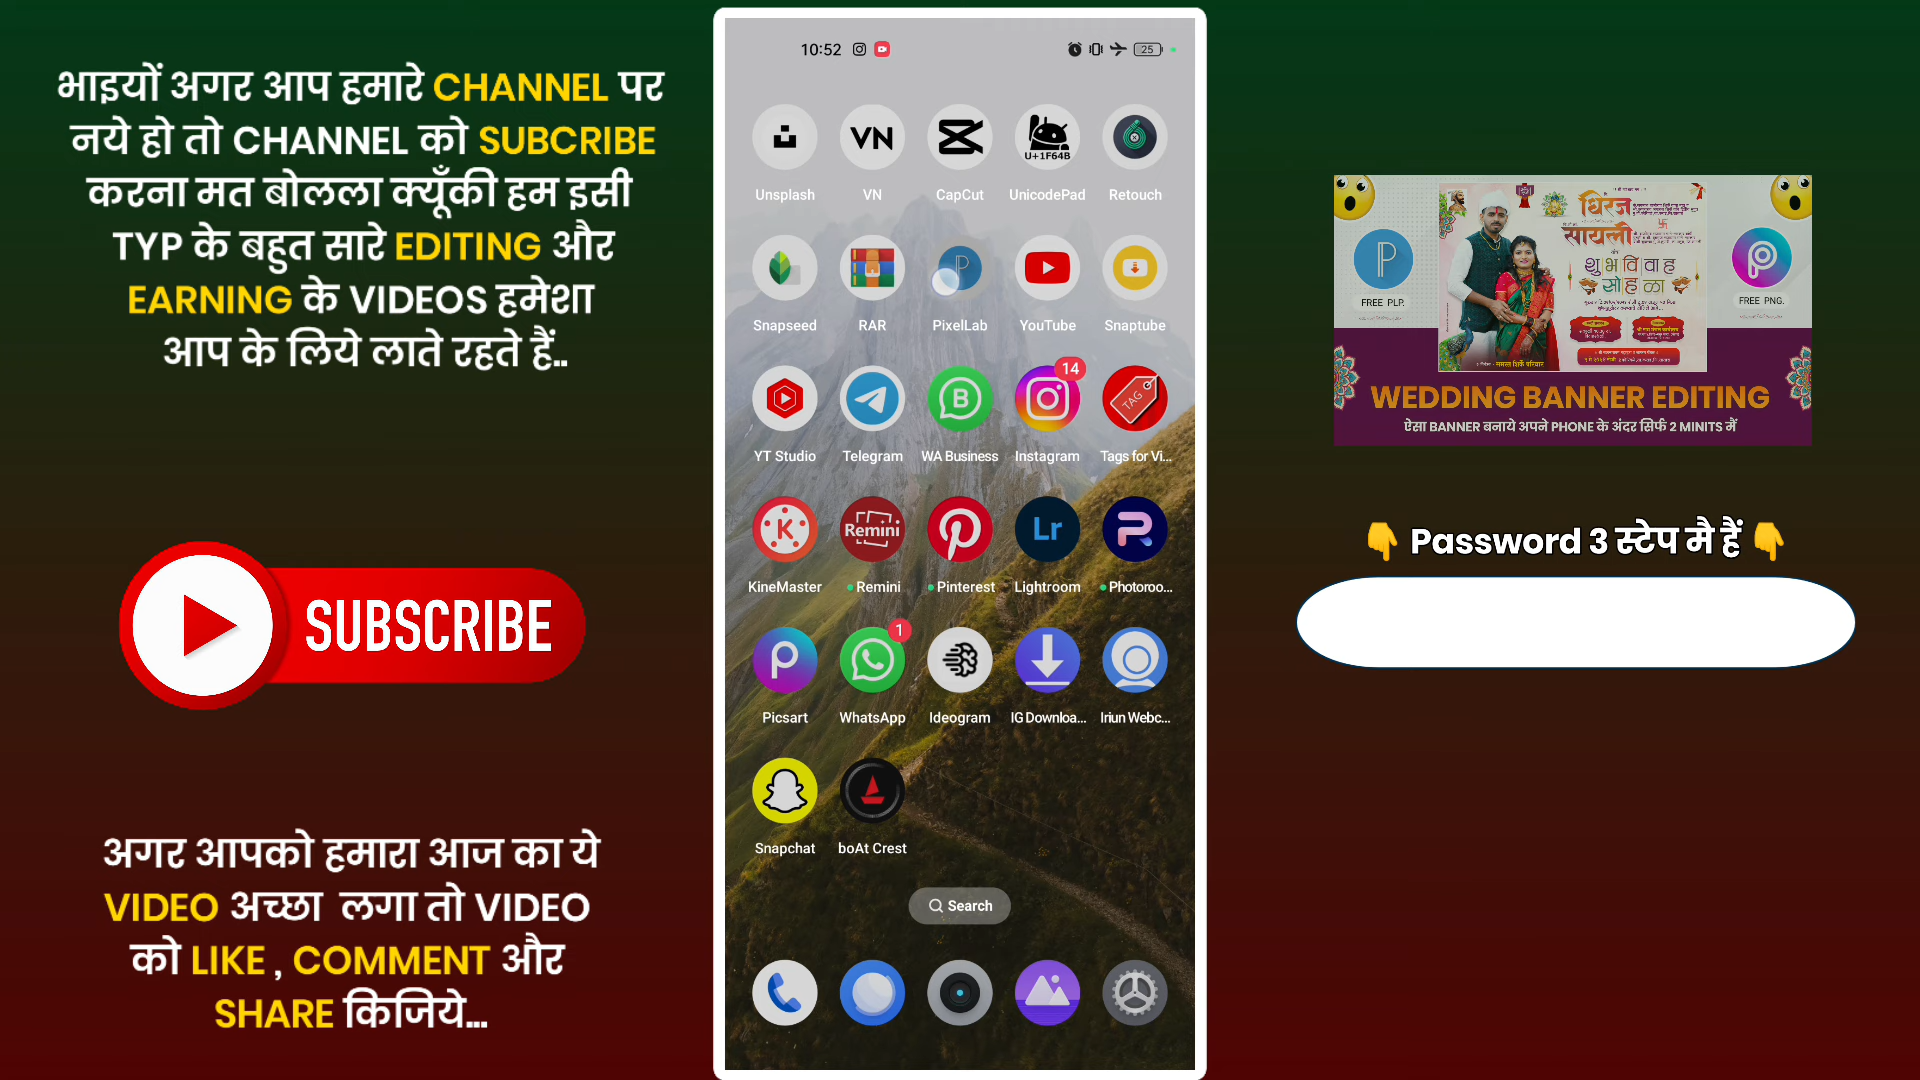 भाइयों अगर आप हमारे CHANNEL पर
नये हो तो CHANNEL को SUBCRIBE
करना मत बोलला क्यूँकी हम इसी
TYP के बहुत सारे EDITING और
EARNING के VIDEOS हमेशा
आप के लिये लाते रहते हैं..
SUBSCRIBE
अगर आपको हमारा आज का ये
VIDEO अच्छा लगा तो VIDEO
को LIKE , COMMENT और
SHARE किजिये...
10:52
25
VN
U+1F64B
Unsplash VN CapCut UnicodePad Retouch
Snapseed RAR PixelLab YouTube Snaptube
14
TAG
YT Studio Telegram WA Business Instagram Tags for Vi...
Remini
Lr
KineMaster Remini Pinterest Lightroom Photoroo...
1
Picsart WhatsApp Ideogram IG Downloa... Iriun Webc...
Snapchat boAt Crest
Search
धिरज
सायली
शुभ विवाह
सोहळा
FREE PLP.
FREE PNG.
WEDDING BANNER EDITING
ऐसा BANNER बनाये अपने PHONE के अंदर सिर्फ 2 MINITS मैं
👇 Password 3 स्टेप मै हैं 👇